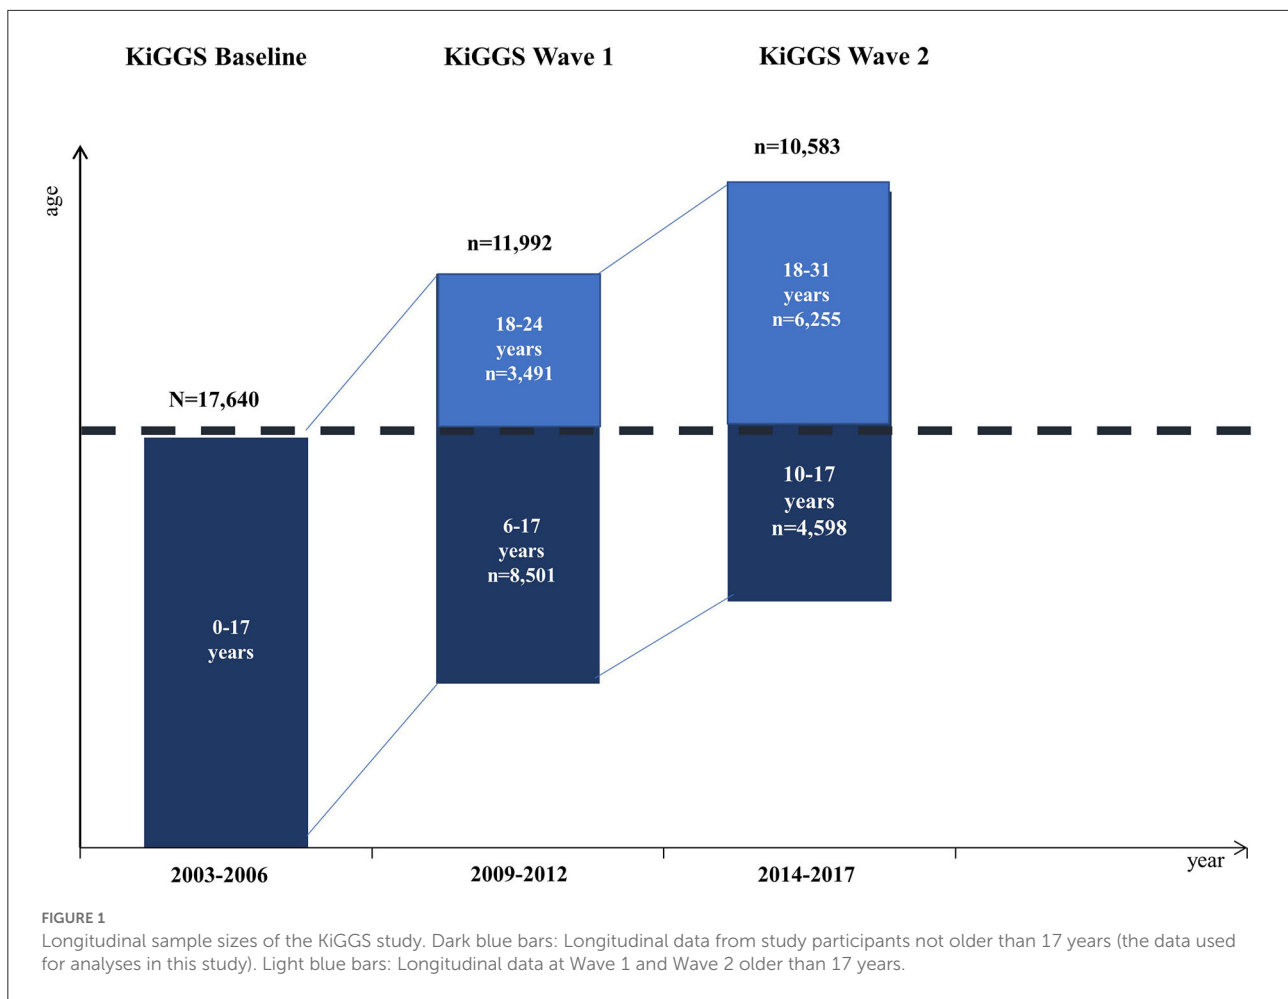 KiGGS Baseline
KiGGS Wave 1
KiGGS Wave 2
age
n=10,583
n=11,992
N=17,640
18-31
years
n=6,255
18-24
years
n=3,491
10-17
years
n=4,598
6-17
years
n=8,501
0-17
years
2003-2006
2009-2012
2014-2017
year
FIGURE 1
Longitudinal sample sizes of the KiGGS study. Dark blue bars: Longitudinal data from study participants not older than 17 years (the data used
for analyses in this study). Light blue bars: Longitudinal data at Wave 1 and Wave 2 older than 17 years.